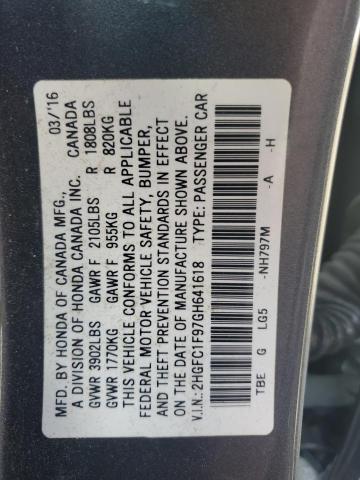 MFD. BY HONDA OF CANADA MFG., 03/'16
A DIVISION OF HONDA CANADA INC. CANADA
GVWR 3902LBS GAWR F 2105LBS R 1808LBS
GVWR 1770KG GAWR F 955KG R 820KG
THIS VEHICLE CONFORMS TO ALL APPLICABLE
FEDERAL MOTOR VEHICLE SAFETY, BUMPER,
AND THEFT PREVENTION STANDARDS IN EFFECT
ON THE DATE OF MANUFACTURE SHOWN ABOVE.
V.I.N.: 2HGFC1F97GH641618 TYPE: PASSENGER CAR
TBE G LG5 -NH797M -A -H